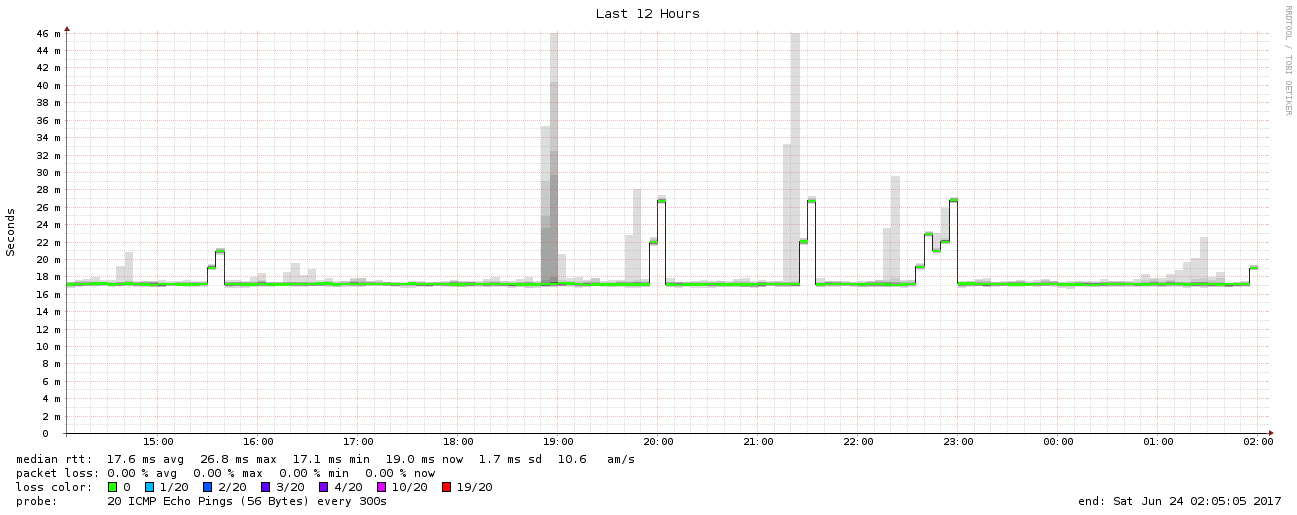 Last 12 Hours
RRDTOOL / TOBI OETIKER
Seconds
46 m
44 m
42 m
40 m
38 m
36 m
34 m
32 m
30 m
28 m
26 m
24 m
22 m
20 m
18 m
16 m
14 m
12 m
10 m
8 m
6 m
4 m
2 m
0
15:00 16:00 17:00 18:00 19:00 20:00 21:00 22:00 23:00 00:00 01:00 02:00
median rtt: 17.6 ms avg 26.8 ms max 17.1 ms min 19.0 ms now 1.7 ms sd 10.6 am/s
packet loss: 0.00 % avg 0.00 % max 0.00 % min 0.00 % now
loss color: 0 1/20 2/20 3/20 4/20 10/20 19/20
probe: 20 ICMP Echo Pings (56 Bytes) every 300s end: Sat Jun 24 02:05:05 2017